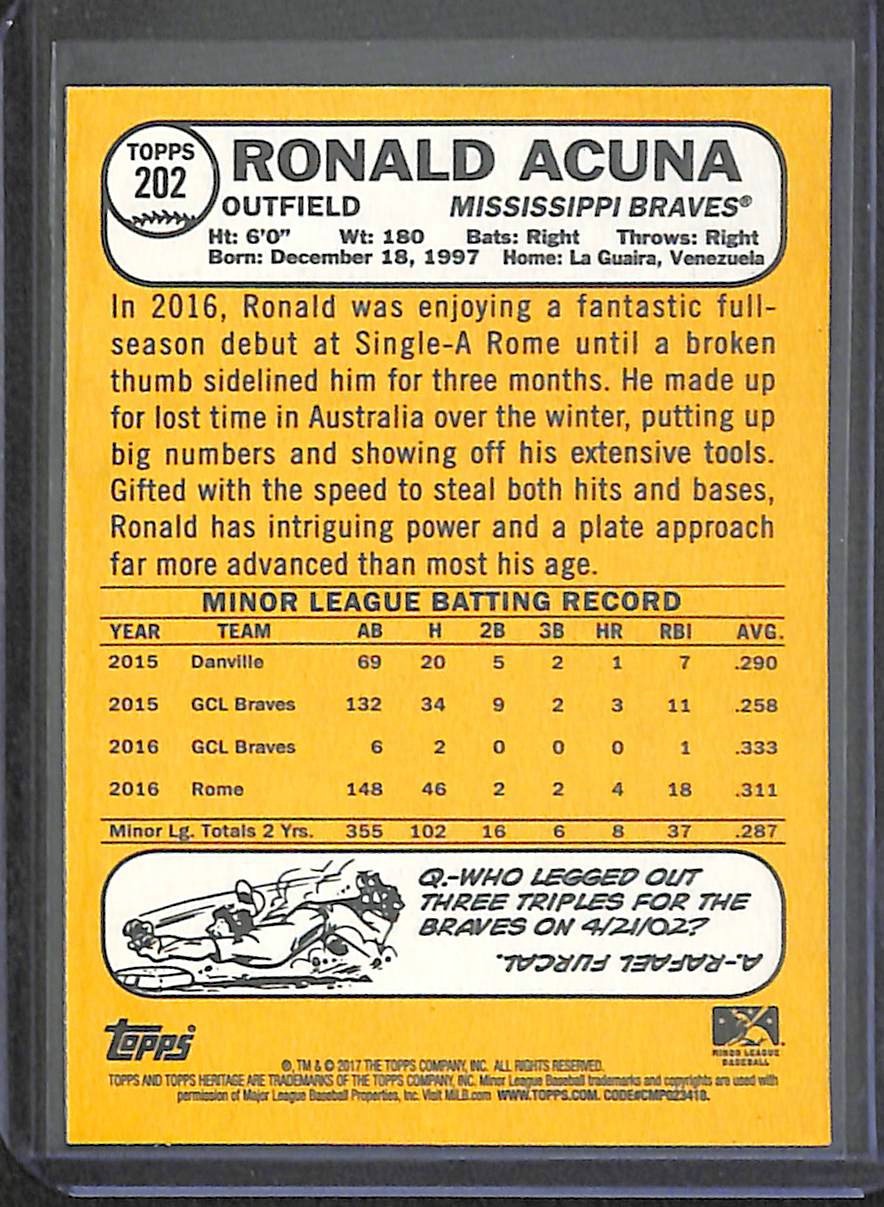 TOPPS
202
RONALD ACUNA
OUTFIELD MISSISSIPPI BRAVES®
Ht: 6'0" Wt: 180 Bats: Right Throws: Right
Born: December 18, 1997 Home: La Guaira, Venezuela
In 2016, Ronald was enjoying a fantastic full-
season debut at Single-A Rome until a broken
thumb sidelined him for three months. He made up
for lost time in Australia over the winter, putting up
big numbers and showing off his extensive tools.
Gifted with the speed to steal both hits and bases,
Ronald has intriguing power and a plate approach
far more advanced than most his age.
MINOR LEAGUE BATTING RECORD
YEAR TEAM AB H 2B 3B HR RBI AVG.
2015 Danville 69 20 5 2 1 7 .290
2015 GCL Braves 132 34 9 2 3 11 .258
2016 GCL Braves 6 2 0 0 0 1 .333
2016 Rome 148 46 2 2 4 18 .311
Minor Lg. Totals 2 Yrs. 355 102 16 6 8 37 .287
Q.-WHO LEGGED OUT
THREE TRIPLES FOR THE
BRAVES ON 4/21/02?
A.-RAFAEL FURCAL.
Topps
MINOR LEAGUE
BASEBALL
®, TM & © 2017 THE TOPPS COMPANY, INC. ALL RIGHTS RESERVED.
TOPPS AND TOPPS HERITAGE ARE TRADEMARKS OF THE TOPPS COMPANY, INC. Minor League Baseball trademarks and copyrights are used with
permission of Major League Baseball Properties, Inc. Visit MiLB.com WWW.TOPPS.COM. CODE#CMPG23418.